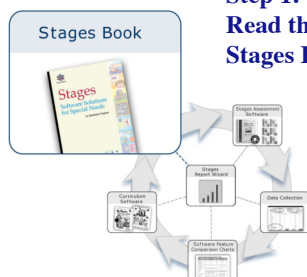 Step 1:
Read th
Stages
Stages Book
Stages
Software Solutions
for Special Needs
Stages Assessment
Software
Stages
Report Wizard
Curriculum
Software
Data Collection
Software Feature
Comparison Charts